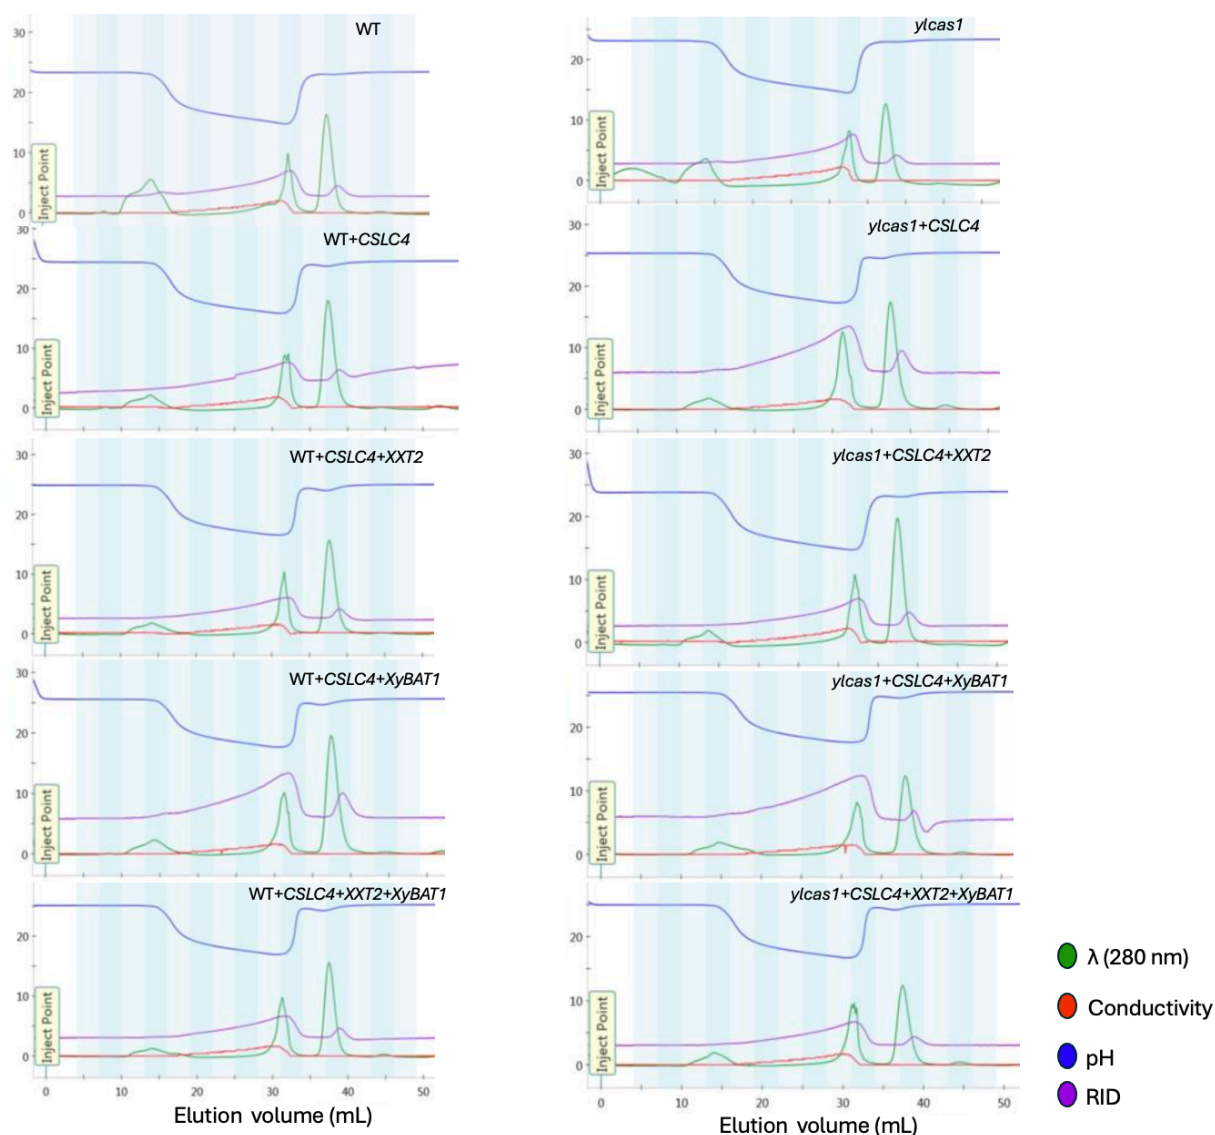 WT
30
20
10
0
Inject Point
ylcas1
20
10
0
Inject Point
WT+CSLC4
30
20
10
0
Inject Point
ylcas1+CSLC4
30
20
10
0
Inject Point
WT+CSLC4+XXT2
30
20
10
0
Inject Point
ylcas1+CSLC4+XXT2
30
20
10
0
Inject Point
WT+CSLC4+XyBAT1
30
20
10
0
Inject Point
ylcas1+CSLC4+XyBAT1
20
10
0
Inject Point
WT+CSLC4+XXT2+XyBAT1
20
10
0
Inject Point
0 10 20 30 40 50
Elution volume (mL)
ylcas1+CSLC4+XXT2+XyBAT1
20
10
0
Inject Point
0 10 20 30 40 50
Elution volume (mL)
λ (280 nm)
Conductivity
pH
RID